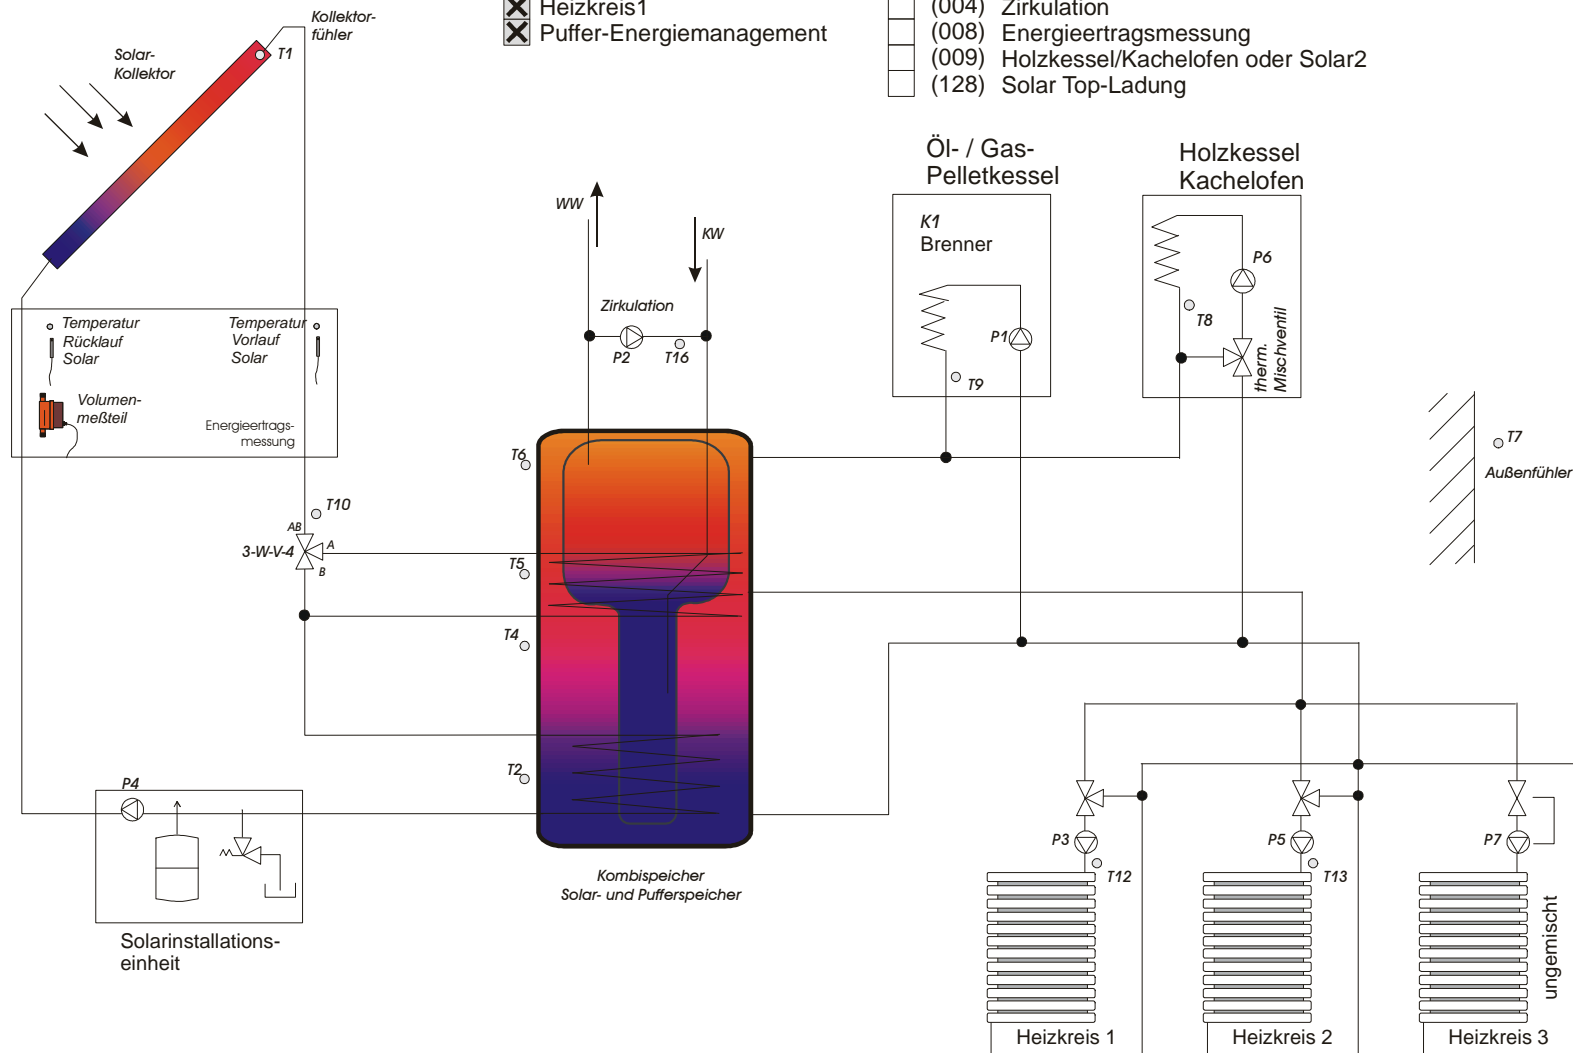 Heizkreis1
Puffer-Energiemanagement
(004) Zirkulation
(008) Energieertragsmessung
(009) Holzkessel/Kachelofen oder Solar2
(128) Solar Top-Ladung
Kollektor-
fühler
T1
Solar-
Kollektor
Öl- / Gas-
Pelletkessel
Holzkessel
Kachelofen
WW
KW
K1
Brenner
P6
T8
therm.
Mischventil
P1
T9
Zirkulation
P2
T16
Temperatur
Rücklauf
Solar
Temperatur
Vorlauf
Solar
Volumen-
meßteil
Energieertrags-
messung
T7
Außenfühler
T6
T10
AB
3-W-V-4
A
B
T5
T4
T2
P4
P3
T12
P5
T13
P7
Kombispeicher
Solar- und Pufferspeicher
Solarinstallations-
einheit
ungemischt
Heizkreis 1
Heizkreis 2
Heizkreis 3